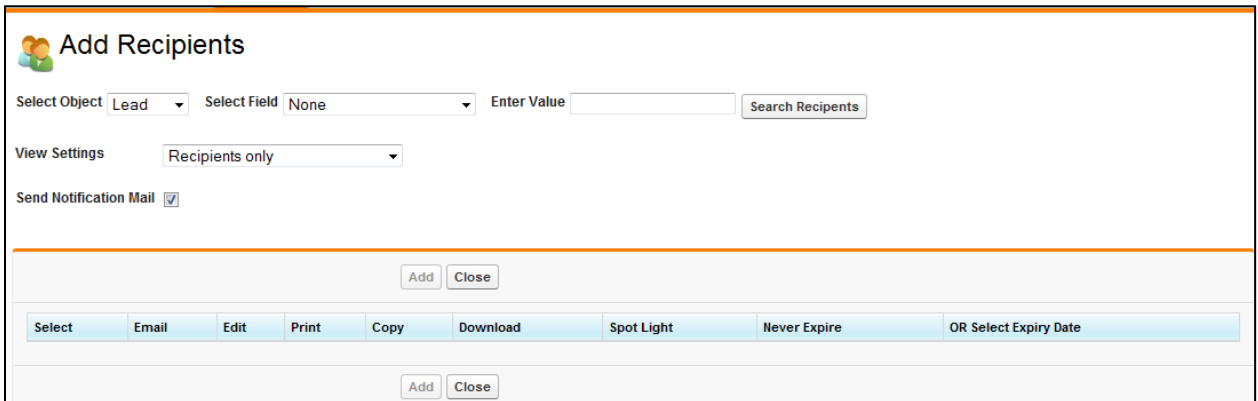 Add Recipients
Select Object Lead Select Field None Enter Value Search Recipents
View Settings Recipients only
Send Notification Mail
Add Close
Select Email Edit Print Copy Download Spot Light Never Expire OR Select Expiry Date
Add Close